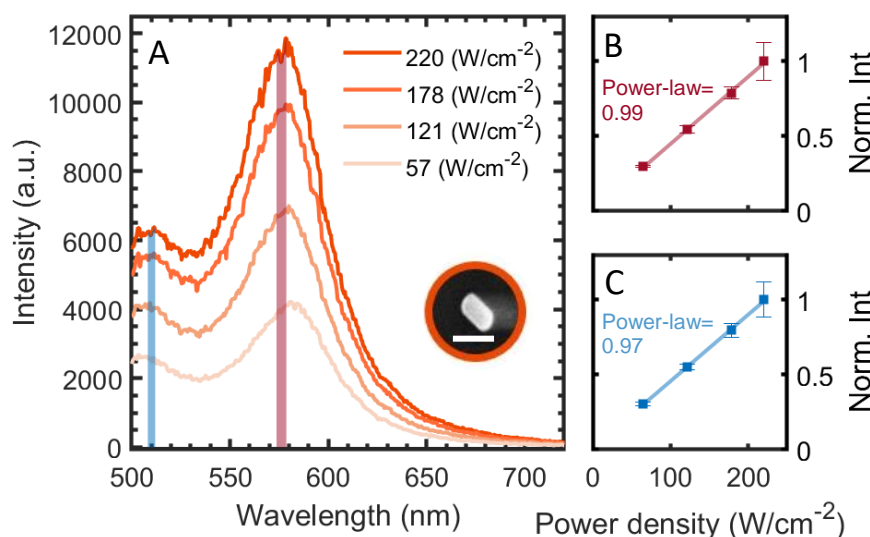 A
220 (W/cm⁻²)
178 (W/cm⁻²)
121 (W/cm⁻²)
57 (W/cm⁻²)
12000
10000
8000
6000
4000
2000
0
Intensity (a.u.)
500
550
600
650
700
Wavelength (nm)
B
Power-law=
0.99
1
0.5
0
Norm. Int
C
Power-law=
0.97
1
0.5
0
Norm. Int
0
100
200
Power density (W/cm⁻²)